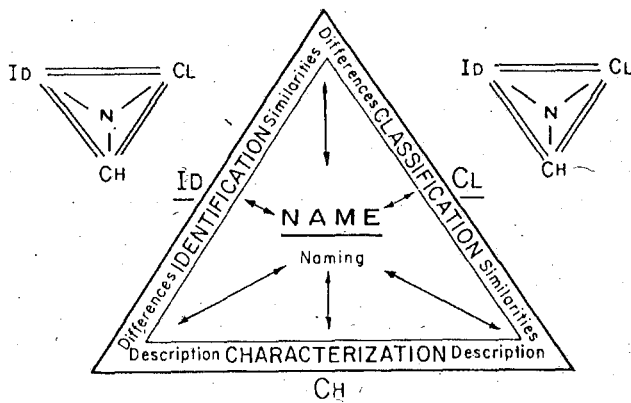 ID CL
N
CH
Differences IDENTIFICATION Similarities
Differences CLASSIFICATION Similarities
ID
CL
NAME
Naming
Description CHARACTERIZATION Description
CH
ID CL
N
CH